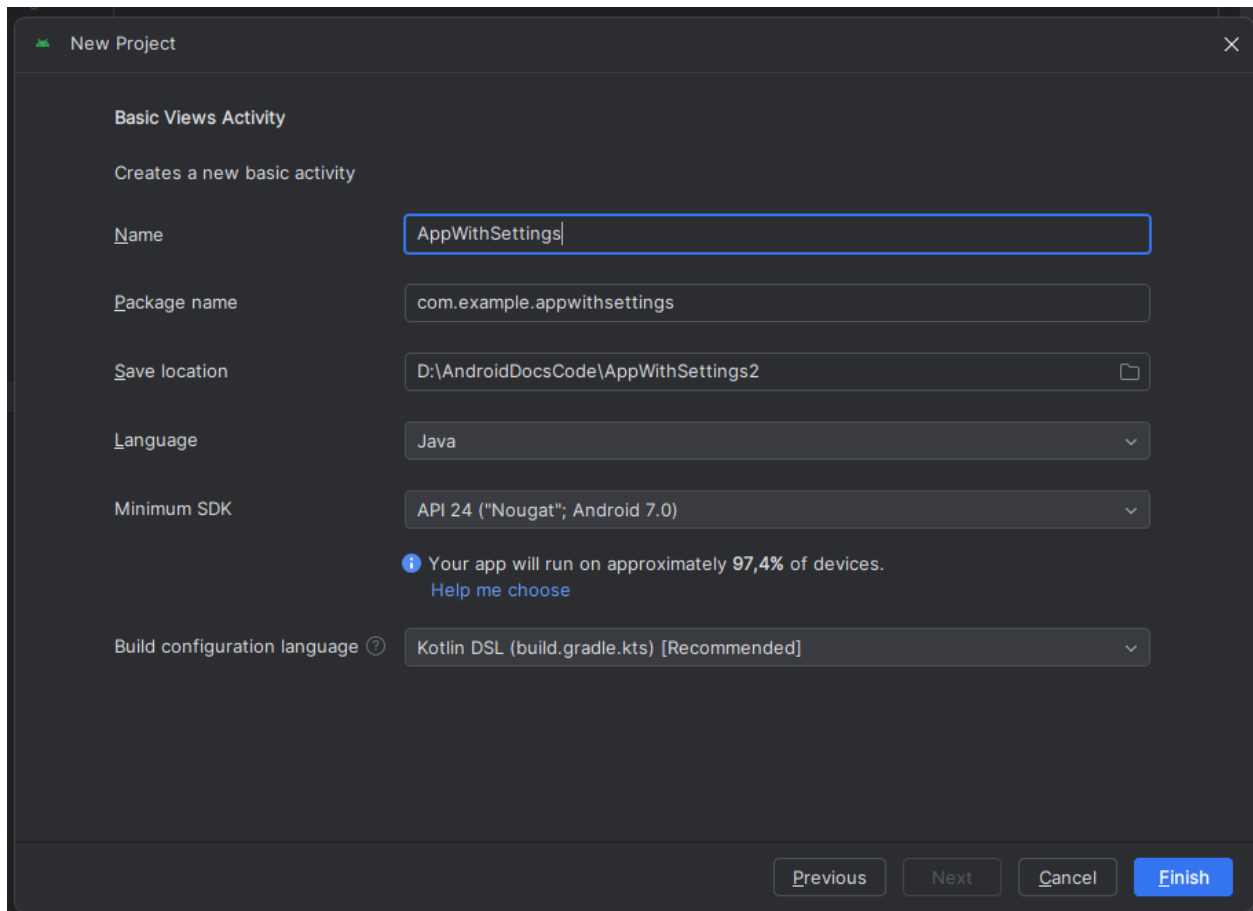 New Project
Basic Views Activity
Creates a new basic activity
Name
AppWithSettings
Package name
com.example.appwithsettings
Save location
D:\AndroidDocsCode\AppWithSettings2
Language
Java
Minimum SDK
API 24 ("Nougat"; Android 7.0)
Your app will run on approximately 97,4% of devices.
Help me choose
Build configuration language ?
Kotlin DSL (build.gradle.kts) [Recommended]
Previous
Next
Cancel
Finish